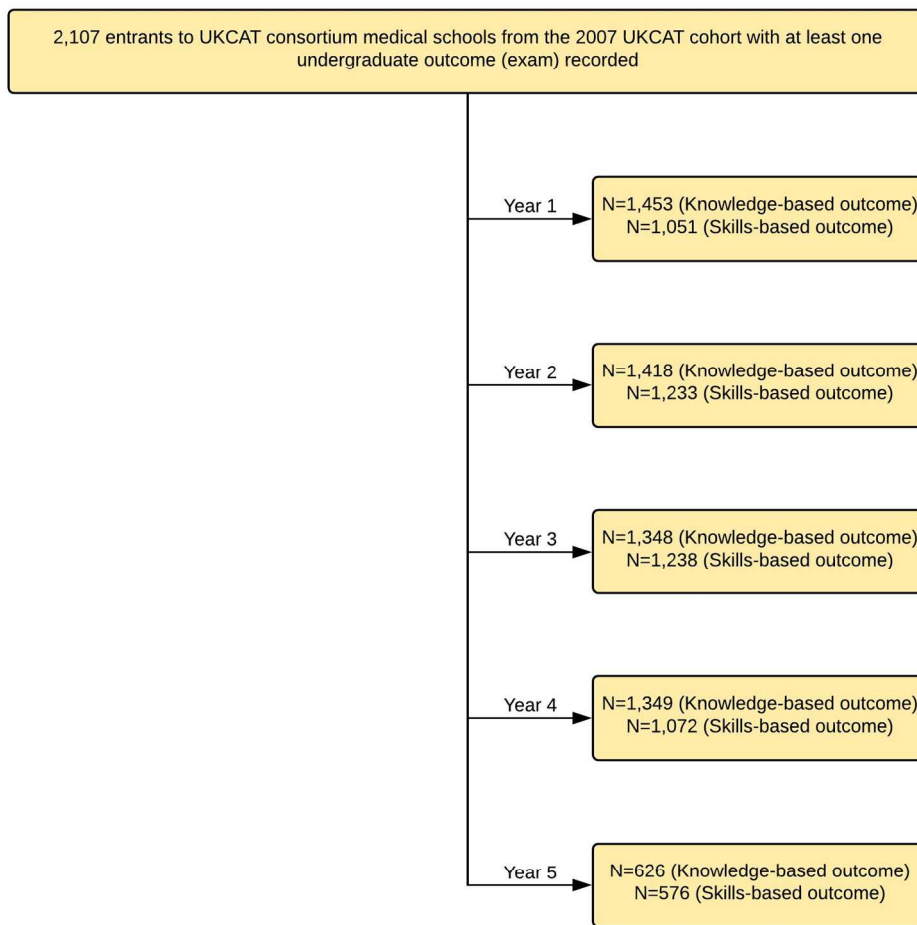 2,107 entrants to UKCAT consortium medical schools from the 2007 UKCAT cohort with at least one
undergraduate outcome (exam) recorded
Year 1
N=1,453 (Knowledge-based outcome)
N=1,051 (Skills-based outcome)
Year 2
N=1,418 (Knowledge-based outcome)
N=1,233 (Skills-based outcome)
Year 3
N=1,348 (Knowledge-based outcome)
N=1,238 (Skills-based outcome)
Year 4
N=1,349 (Knowledge-based outcome)
N=1,072 (Skills-based outcome)
Year 5
N=626 (Knowledge-based outcome)
N=576 (Skills-based outcome)